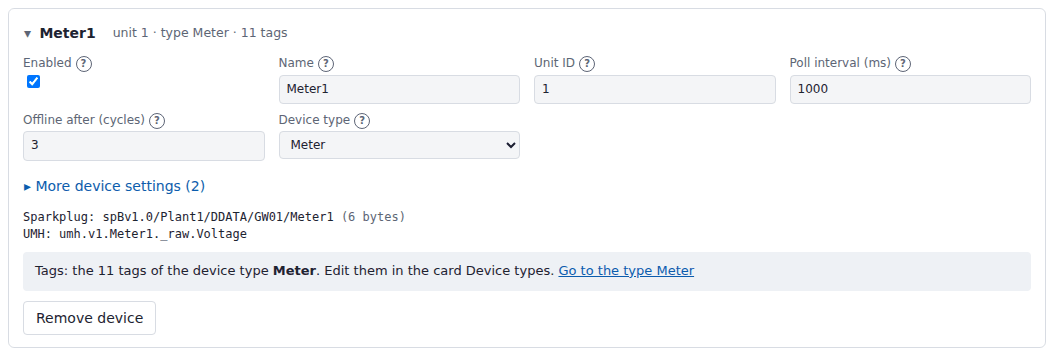 ▾ Meter1 unit 1 · type Meter · 11 tags
Enabled ? Name ? Unit ID ? Poll interval (ms) ?
Meter1 1 1000
Offline after (cycles) ? Device type ?
3 Meter
▸ More device settings (2)
Sparkplug: spBv1.0/Plant1/DDATA/GW01/Meter1 (6 bytes)
UMH: umh.v1.Meter1._raw.Voltage
Tags: the 11 tags of the device type Meter. Edit them in the card Device types. Go to the type Meter
Remove device